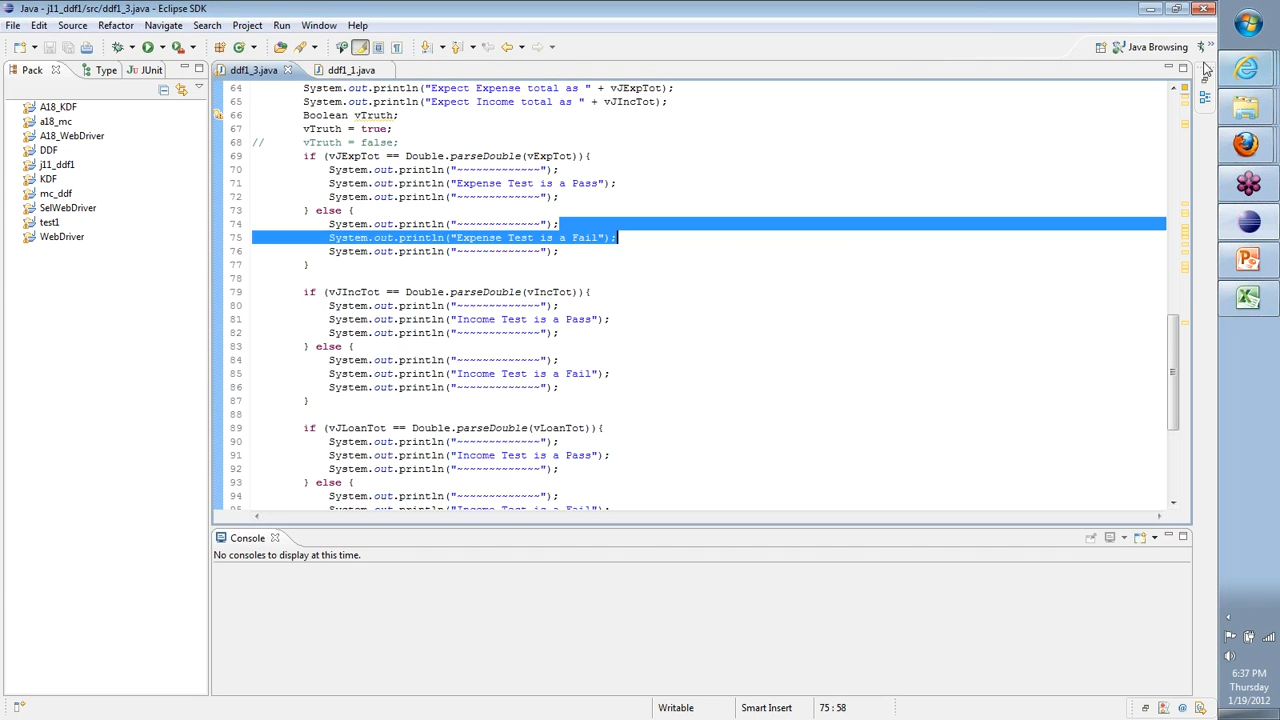 Java - j11_ddf1/src/ddf1_3.java - Eclipse SDK
File Edit Source Refactor Navigate Search Project Run Window Help
Java Browsing
Pack Type JUnit
ddf1_3.java ddf1_1.java
A18_KDF
a18_mc
A18_WebDriver
DDF
j11_ddf1
KDF
mc_ddf
SelWebDriver
test1
WebDriver
64 System.out.println("Expect Expense total as " + vJExpTot);
65 System.out.println("Expect Income total as " + vJIncTot);
66 Boolean vTruth;
67 vTruth = true;
68 // vTruth = false;
69 if (vJExpTot == Double.parseDouble(vExpTot)){
70 System.out.println("~~~~~~~~~~~~~");
71 System.out.println("Expense Test is a Pass");
72 System.out.println("~~~~~~~~~~~~~");
73 } else {
74 System.out.println("~~~~~~~~~~~~~");
75 System.out.println("Expense Test is a Fail");
76 System.out.println("~~~~~~~~~~~~~");
77 }
78
79 if (vJIncTot == Double.parseDouble(vIncTot)){
80 System.out.println("~~~~~~~~~~~~~");
81 System.out.println("Income Test is a Pass");
82 System.out.println("~~~~~~~~~~~~~");
83 } else {
84 System.out.println("~~~~~~~~~~~~~");
85 System.out.println("Income Test is a Fail");
86 System.out.println("~~~~~~~~~~~~~");
87 }
88
89 if (vJLoanTot == Double.parseDouble(vLoanTot)){
90 System.out.println("~~~~~~~~~~~~~");
91 System.out.println("Income Test is a Pass");
92 System.out.println("~~~~~~~~~~~~~");
93 } else {
94 System.out.println("~~~~~~~~~~~~~");
95 System.out.println("Income Test is a Fail");
Console
No consoles to display at this time.
Writable Smart Insert 75 : 58
6:37 PM
Thursday
1/19/2012